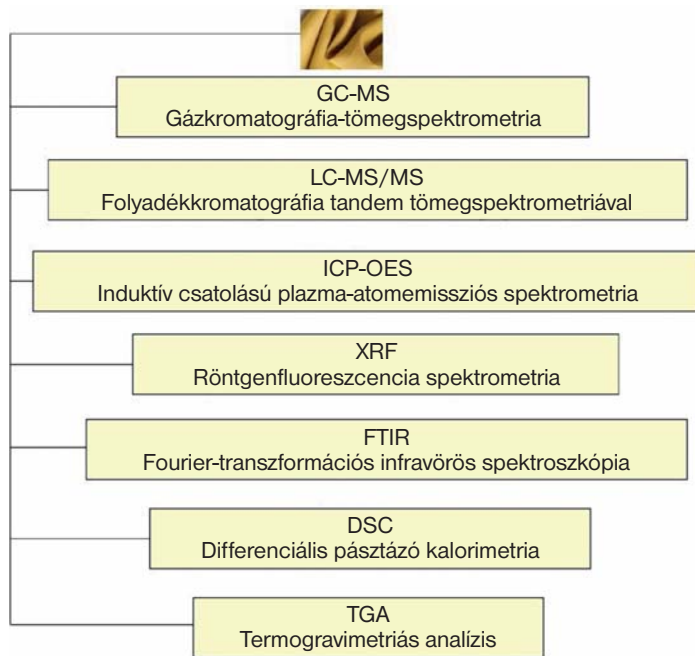 GC-MS
Gázkromatográfia-tömegspektrometria
LC-MS/MS
Folyadékkromatográfia tandem tömegspektrometriával
ICP-OES
Induktív csatolású plazma-atomemissziós spektrometria
XRF
Röntgenfluoreszcencia spektrometria
FTIR
Fourier-transzformációs infravörös spektroszkópia
DSC
Differenciális pásztázó kalorimetria
TGA
Termogravimetriás analízis